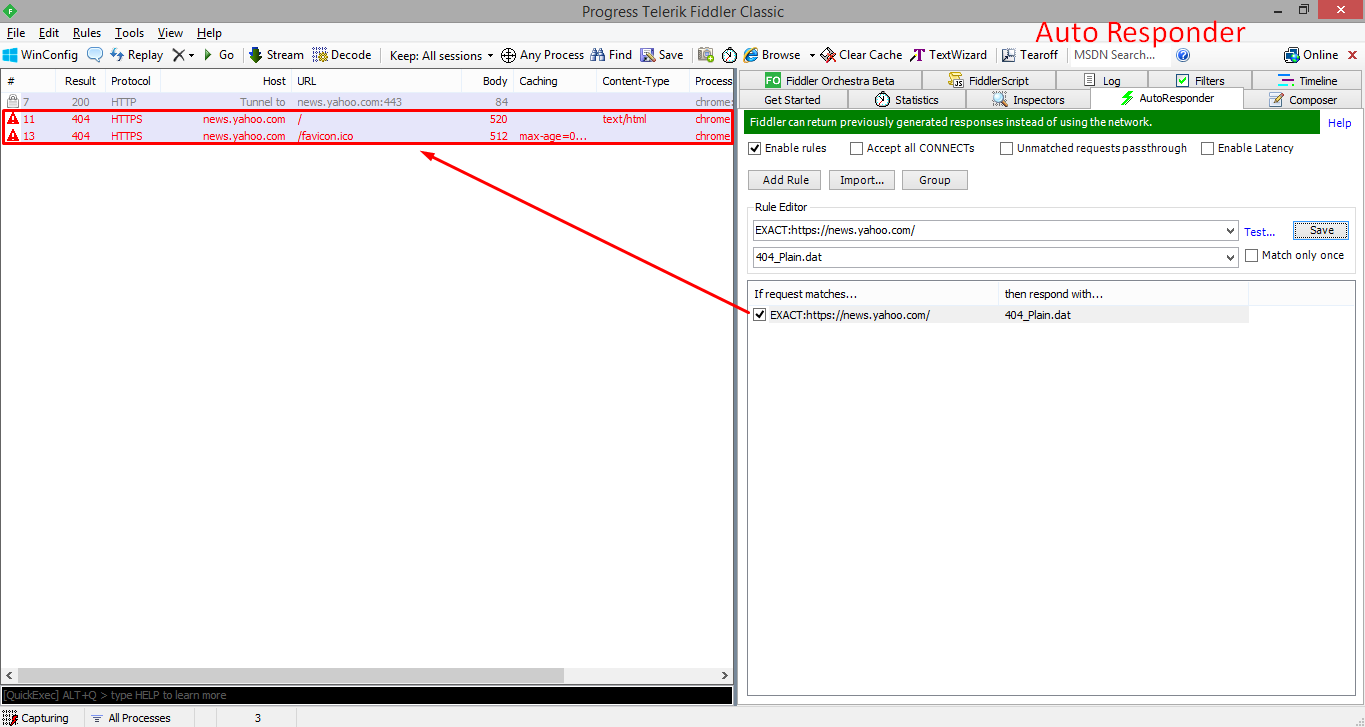 Progress Telerik Fiddler Classic
File Edit Rules Tools View Help
Auto Responder
WinConfig Replay Go Stream Decode Keep: All sessions Any Process Find Save Browse Clear Cache TextWizard Tearoff MSDN Search... Online
# Result Protocol Host URL Body Caching Content-Type Process
7 200 HTTP Tunnel to news.yahoo.com:443 84 chrome:
11 404 HTTPS news.yahoo.com / 520 text/html chrome
13 404 HTTPS news.yahoo.com /favicon.ico 512 max-age=0... chrome
FO Fiddler Orchestra Beta FiddlerScript Log Filters Timeline
Get Started Statistics Inspectors AutoResponder Composer
Fiddler can return previously generated responses instead of using the network. Help
Enable rules Accept all CONNECTs Unmatched requests passthrough Enable Latency
Add Rule Import... Group
Rule Editor
EXACT:https://news.yahoo.com/ Test... Save
404_Plain.dat Match only once
If request matches... then respond with...
EXACT:https://news.yahoo.com/ 404_Plain.dat
[QuickExec] ALT+Q > type HELP to learn more
Capturing All Processes 3